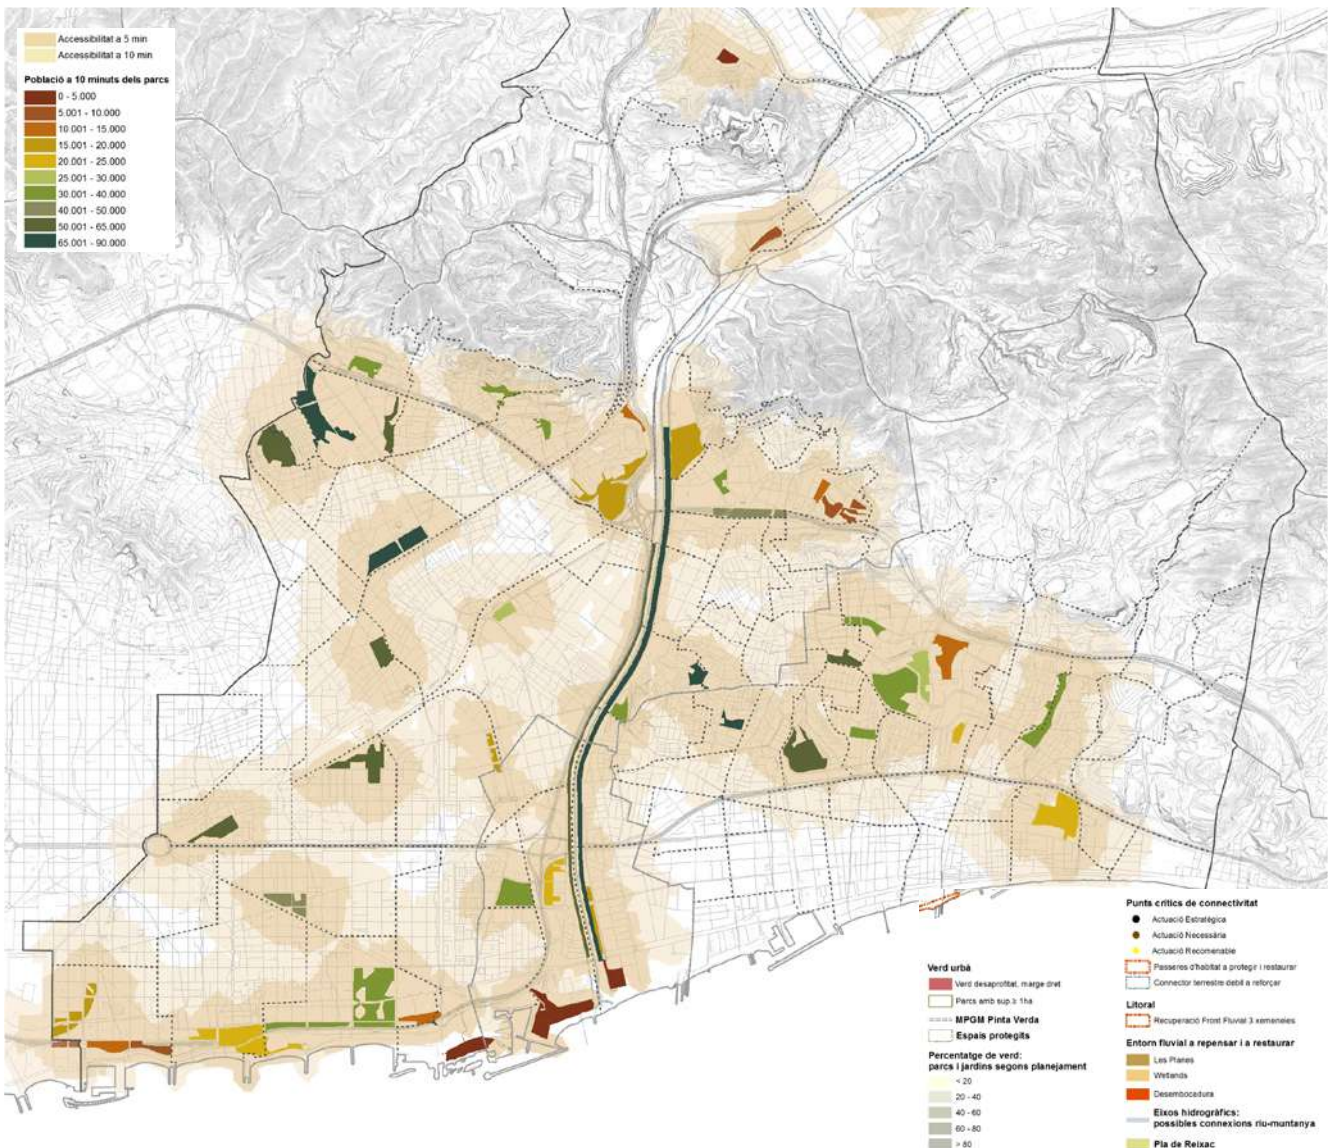 Accessibilitat a 5 min
Accessibilitat a 10 min
Població a 10 minuts dels parcs
0 - 5.000
5.001 - 10.000
10.001 - 15.000
15.001 - 20.000
20.001 - 25.000
25.001 - 30.000
30.001 - 40.000
40.001 - 50.000
50.001 - 65.000
65.001 - 90.000
Verd urbà
Verd desaprofitat, marge dret
Parcs amb sup.≥ 1ha
MPGM Pinta Verda
Espais protegits
Percentatge de verd:
parcs i jardins segons planejament
< 20
20 - 40
40 - 60
60 - 80
> 80
Punts crítics de connectivitat
Actuació Estratègica
Actuació Necessària
Actuació Recomenable
Passeres d'hàbitat a protegir i restaurar
Connector terrestre dèbil a reforçar
Litoral
Recuperació Front Fluvial 3 xemeneies
Entorn fluvial a repensar i a restaurar
Les Planes
Wetlands
Desembocadura
Eixos hidrogràfics:
possibles connexions riu-muntanya
Pla de Reixac